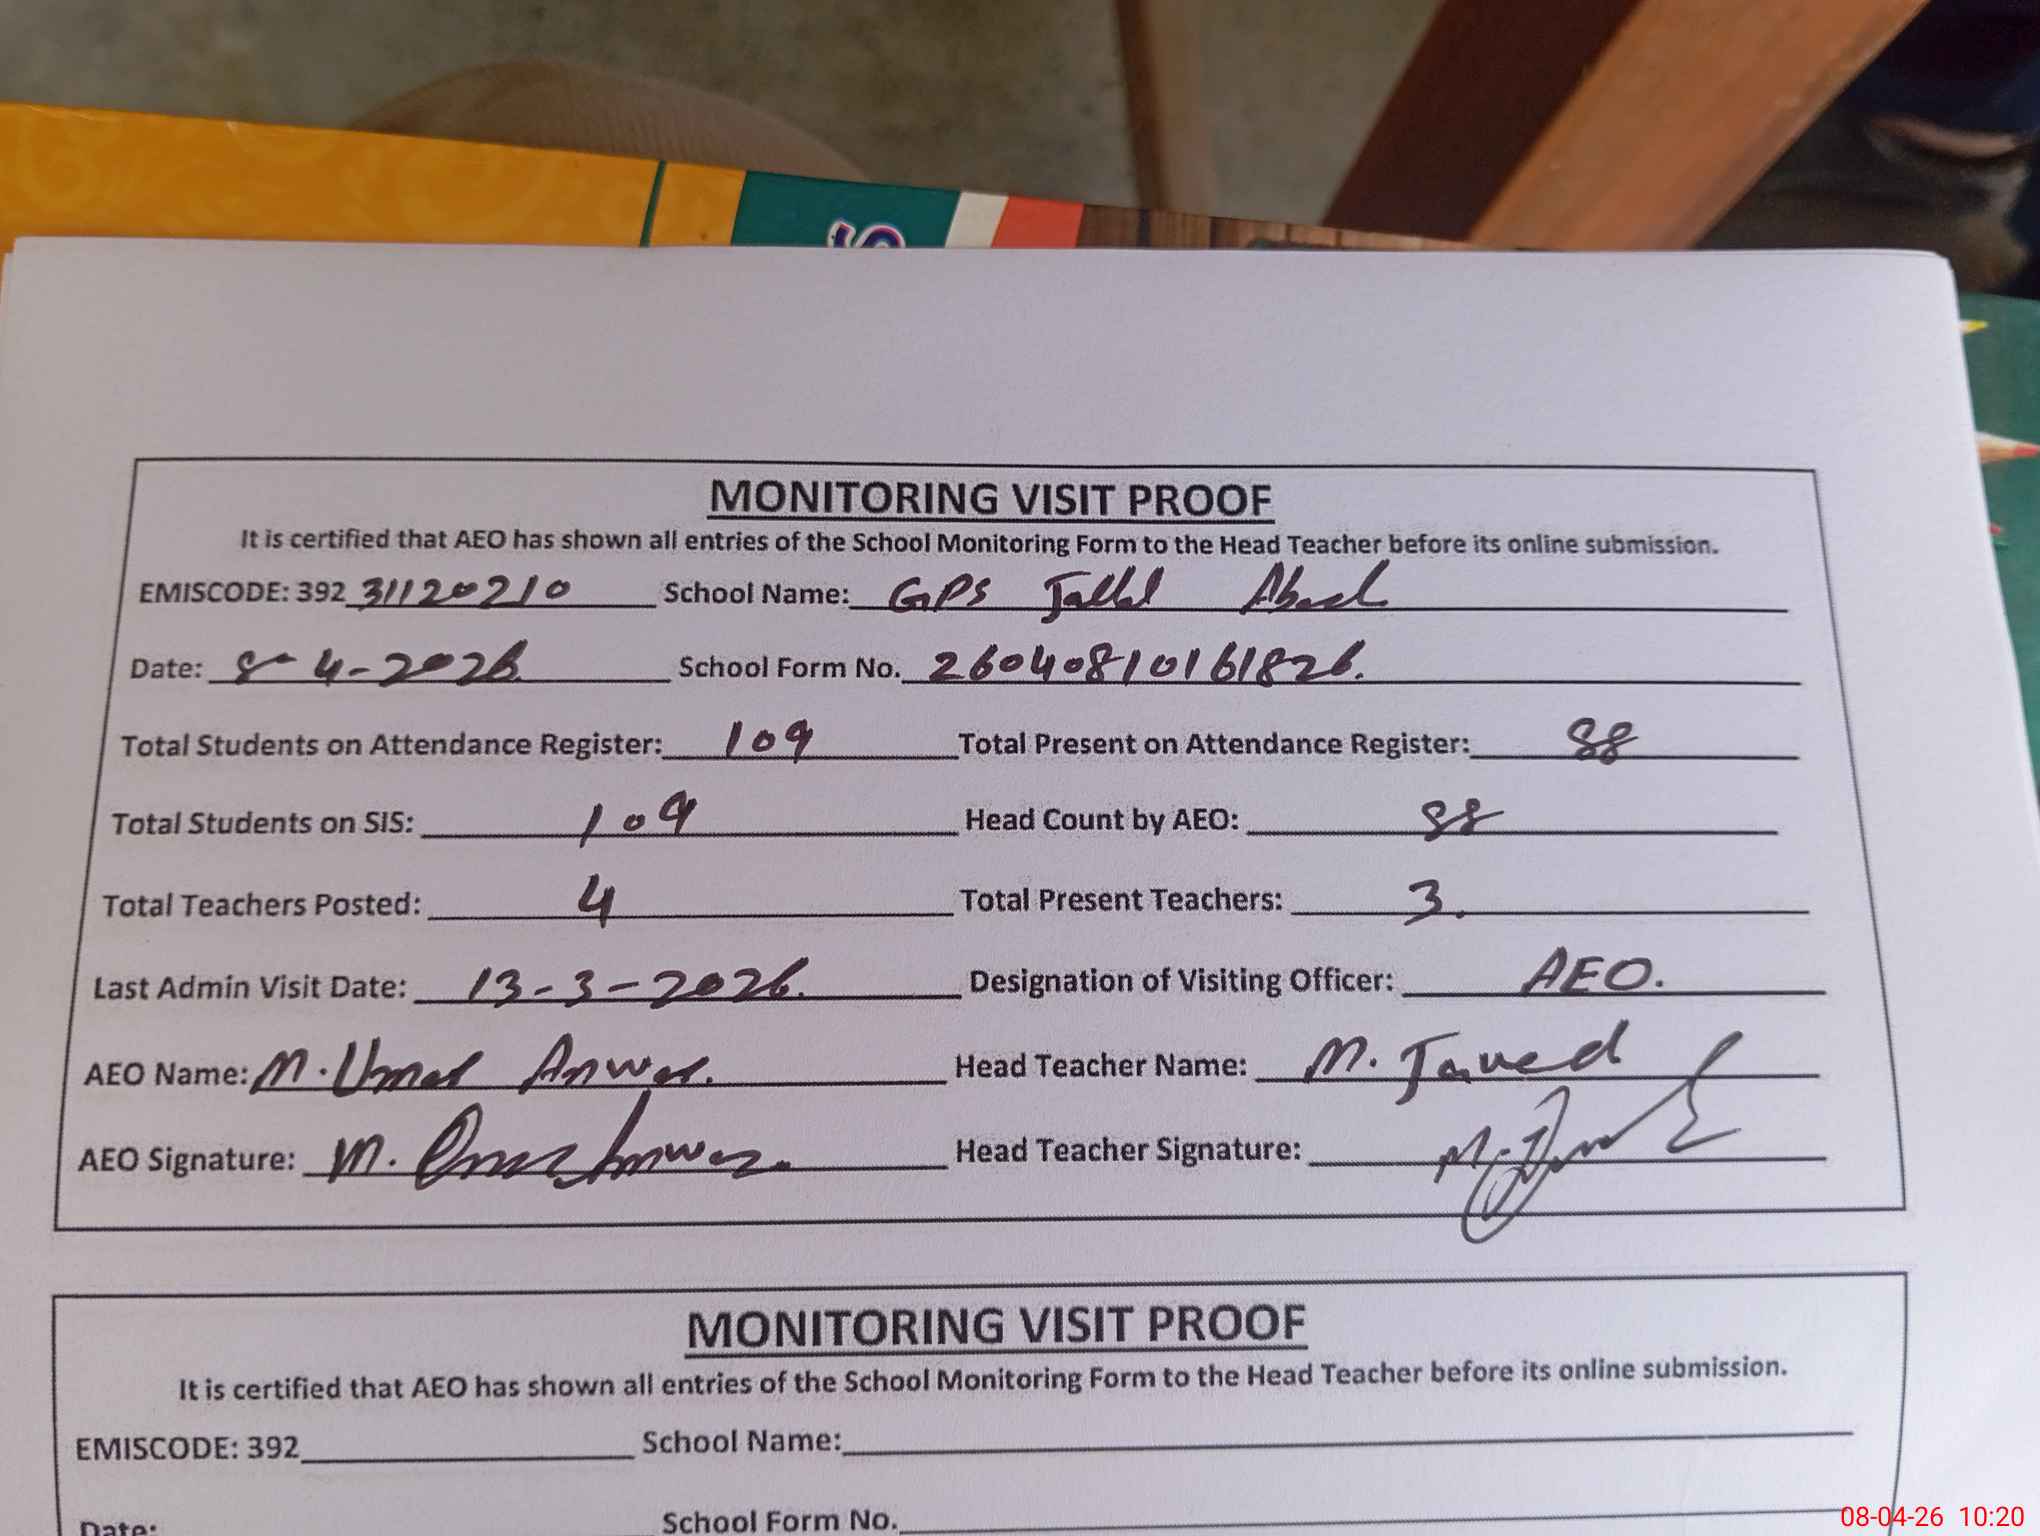 S
MONITORING VISIT PROOF
It is certified that AEO has shown all entries of the School Monitoring Form to the Head Teacher before its online submission.
EMISCODE: 392 31120210 School Name: GPS Jallal Abad
Date: 8-4-2026. School Form No. 26040810161826.
Total Students on Attendance Register: 109 Total Present on Attendance Register: 88
Total Students on SIS: 109 Head Count by AEO: 88
Total Teachers Posted: 4 Total Present Teachers: 3.
Last Admin Visit Date: 13-3-2026. Designation of Visiting Officer: AEO.
AEO Name: M. Umar Anwar. Head Teacher Name: M. Javed
AEO Signature: M. Umar Anwar. Head Teacher Signature: M.
MONITORING VISIT PROOF
It is certified that AEO has shown all entries of the School Monitoring Form to the Head Teacher before its online submission.
EMISCODE: 392 School Name:
Date: School Form No.
08-04-26 10:20